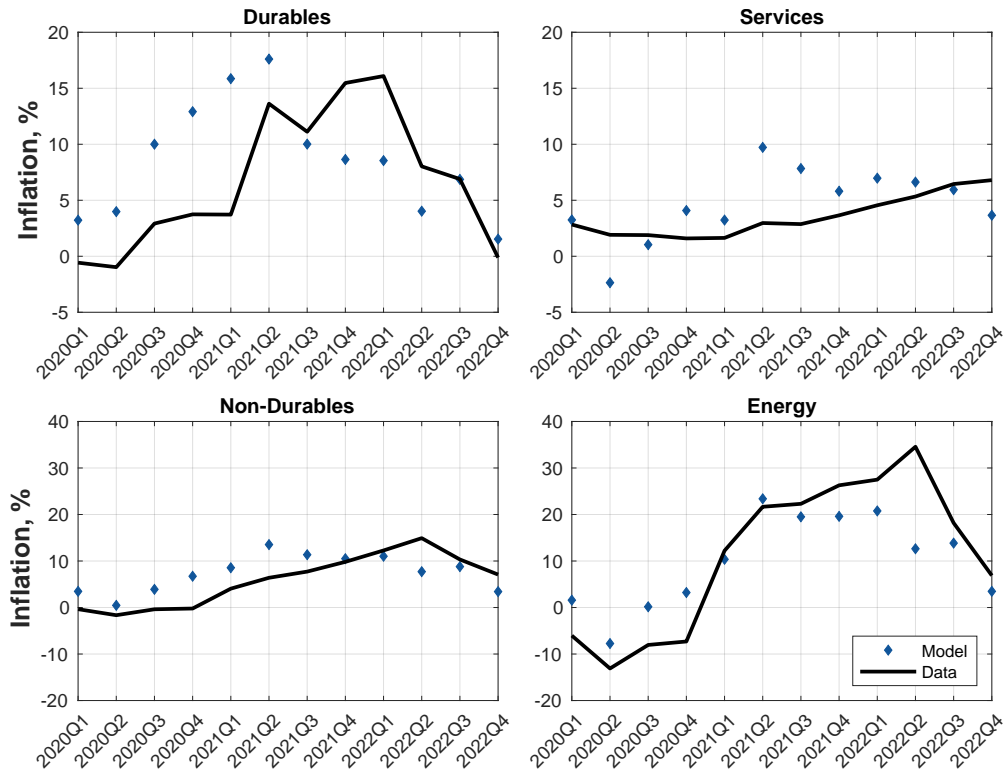 Durables
Services
Inflation, %
20
15
10
5
0
-5
2020Q1
2020Q2
2020Q3
2020Q4
2021Q1
2021Q2
2021Q3
2021Q4
2022Q1
2022Q2
2022Q3
2022Q4
20
15
10
5
0
-5
2020Q1
2020Q2
2020Q3
2020Q4
2021Q1
2021Q2
2021Q3
2021Q4
2022Q1
2022Q2
2022Q3
2022Q4
Non-Durables
Energy
Inflation, %
40
30
20
10
0
-10
-20
2020Q1
2020Q2
2020Q3
2020Q4
2021Q1
2021Q2
2021Q3
2021Q4
2022Q1
2022Q2
2022Q3
2022Q4
40
30
20
10
0
-10
-20
Model
Data
2020Q1
2020Q2
2020Q3
2020Q4
2021Q1
2021Q2
2021Q3
2021Q4
2022Q1
2022Q2
2022Q3
2022Q4